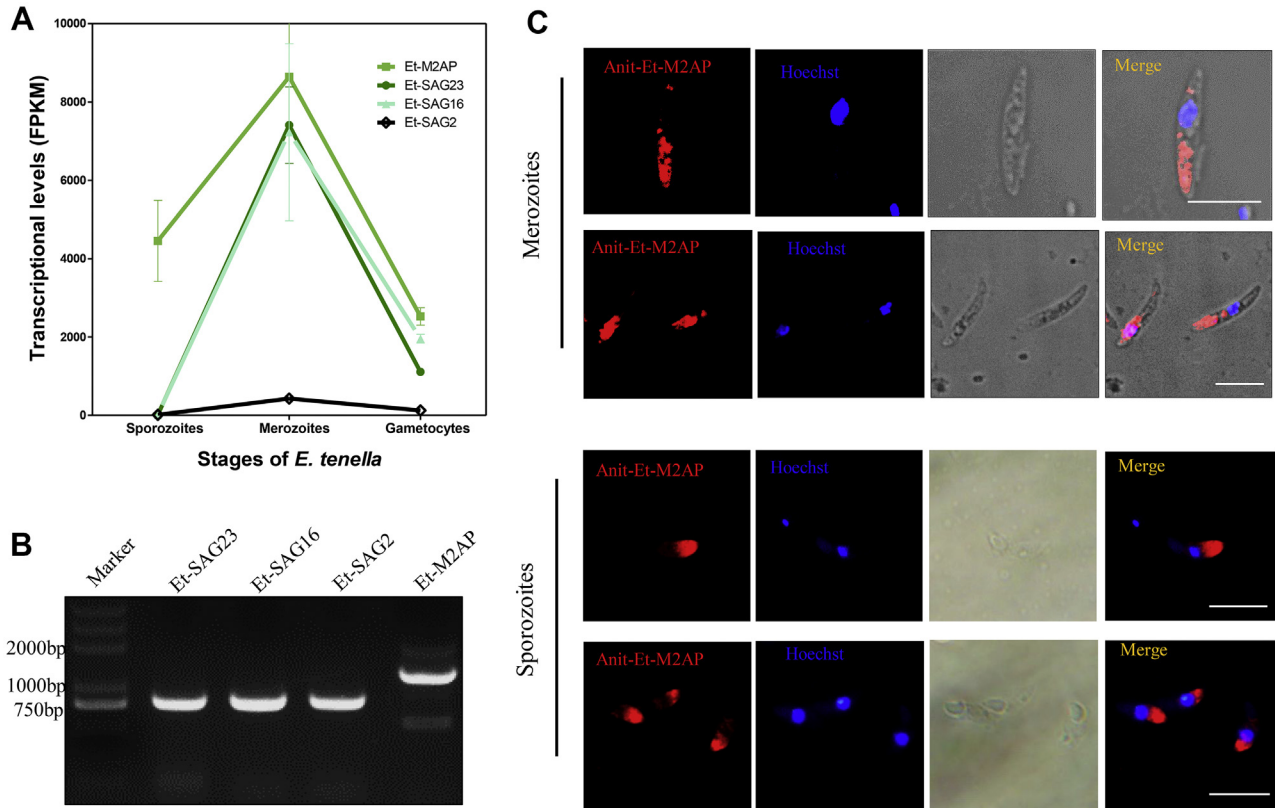 A
Transcriptional levels (FPKM)
10000
8000
6000
4000
2000
0
Et-M2AP
Et-SAG23
Et-SAG16
Et-SAG2
Sporozoites
Merozoites
Gametocytes
Stages of E. tenella
B
Marker
Et-SAG23
Et-SAG16
Et-SAG2
Et-M2AP
2000bp
1000bp
750bp
C
Merozoites
Anit-Et-M2AP
Hoechst
Merge
Anit-Et-M2AP
Hoechst
Merge
Sporozoites
Anit-Et-M2AP
Hoechst
Merge
Anit-Et-M2AP
Hoechst
Merge